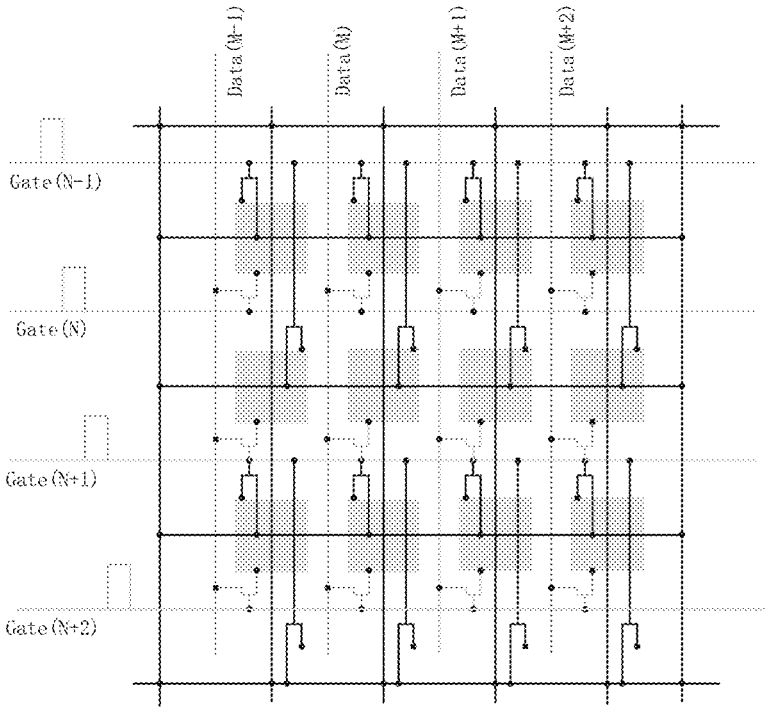 Data(M-1)
Data(M)
Data(M+1)
Data(M+2)
Gate(N-1)
Gate(N)
Gate(N+1)
Gate(N+2)